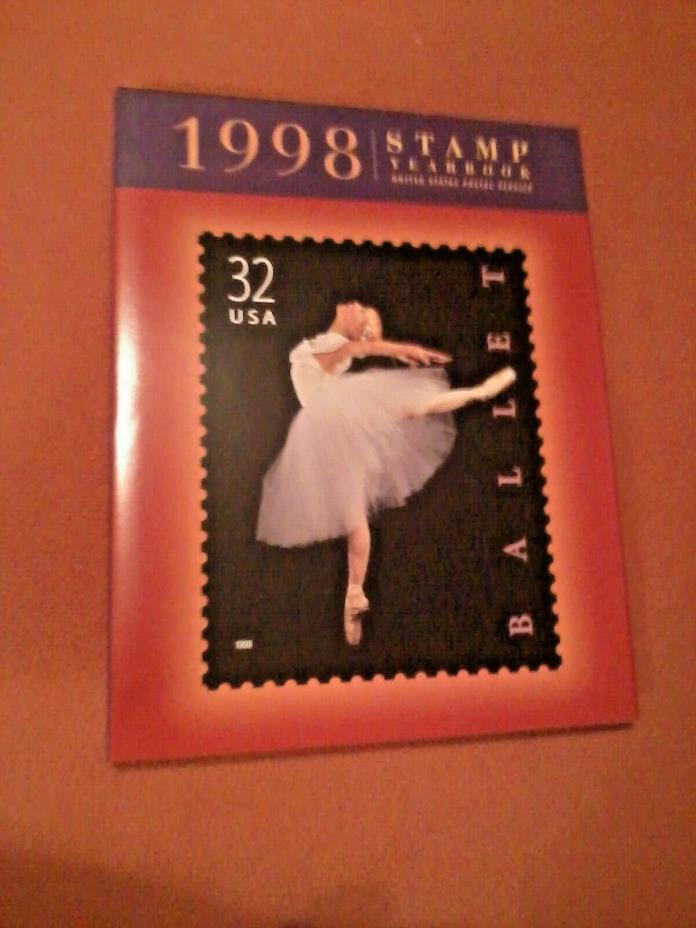 1998
STAMP
YEARBOOK
UNITED STATES POSTAL SERVICE
32
USA
BALLET
1998